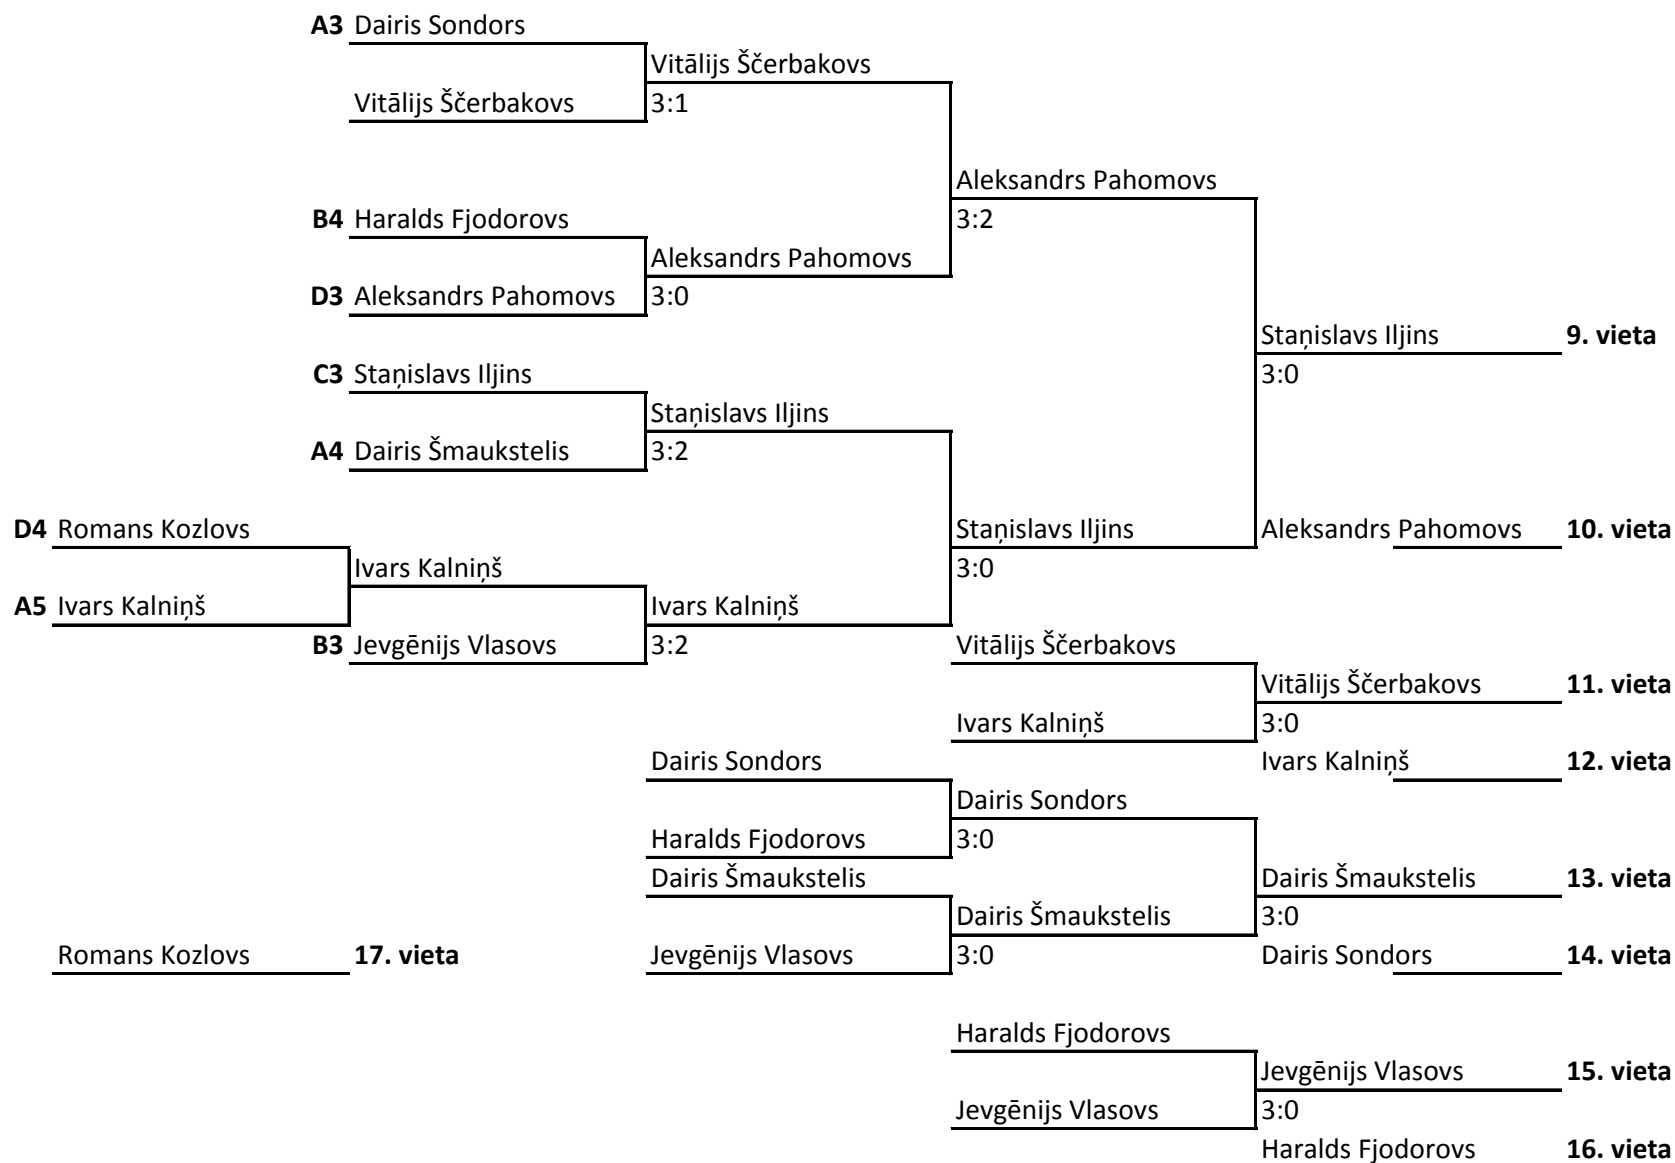 A3 Dairis Sondors
Vitālijs Ščerbakovs
Vitālijs Ščerbakovs 3:1
Aleksandrs Pahomovs
B4 Haralds Fjodorovs 3:2
Aleksandrs Pahomovs
D3 Aleksandrs Pahomovs 3:0
Staņislavs Iljins 9. vieta
C3 Staņislavs Iljins 3:0
Staņislavs Iljins
A4 Dairis Šmaukstelis 3:2
D4 Romans Kozlovs Staņislavs Iljins Aleksandrs Pahomovs 10. vieta
Ivars Kalniņš 3:0
A5 Ivars Kalniņš Ivars Kalniņš
B3 Jevgēnijs Vlasovs 3:2 Vitālijs Ščerbakovs
Vitālijs Ščerbakovs 11. vieta
Ivars Kalniņš 3:0
Dairis Sondors Ivars Kalniņš 12. vieta
Dairis Sondors
Haralds Fjodorovs 3:0
Dairis Šmaukstelis Dairis Šmaukstelis 13. vieta
Dairis Šmaukstelis 3:0
Romans Kozlovs 17. vieta Jevgēnijs Vlasovs 3:0 Dairis Sondors 14. vieta
Haralds Fjodorovs
Jevgēnijs Vlasovs 15. vieta
Jevgēnijs Vlasovs 3:0
Haralds Fjodorovs 16. vieta